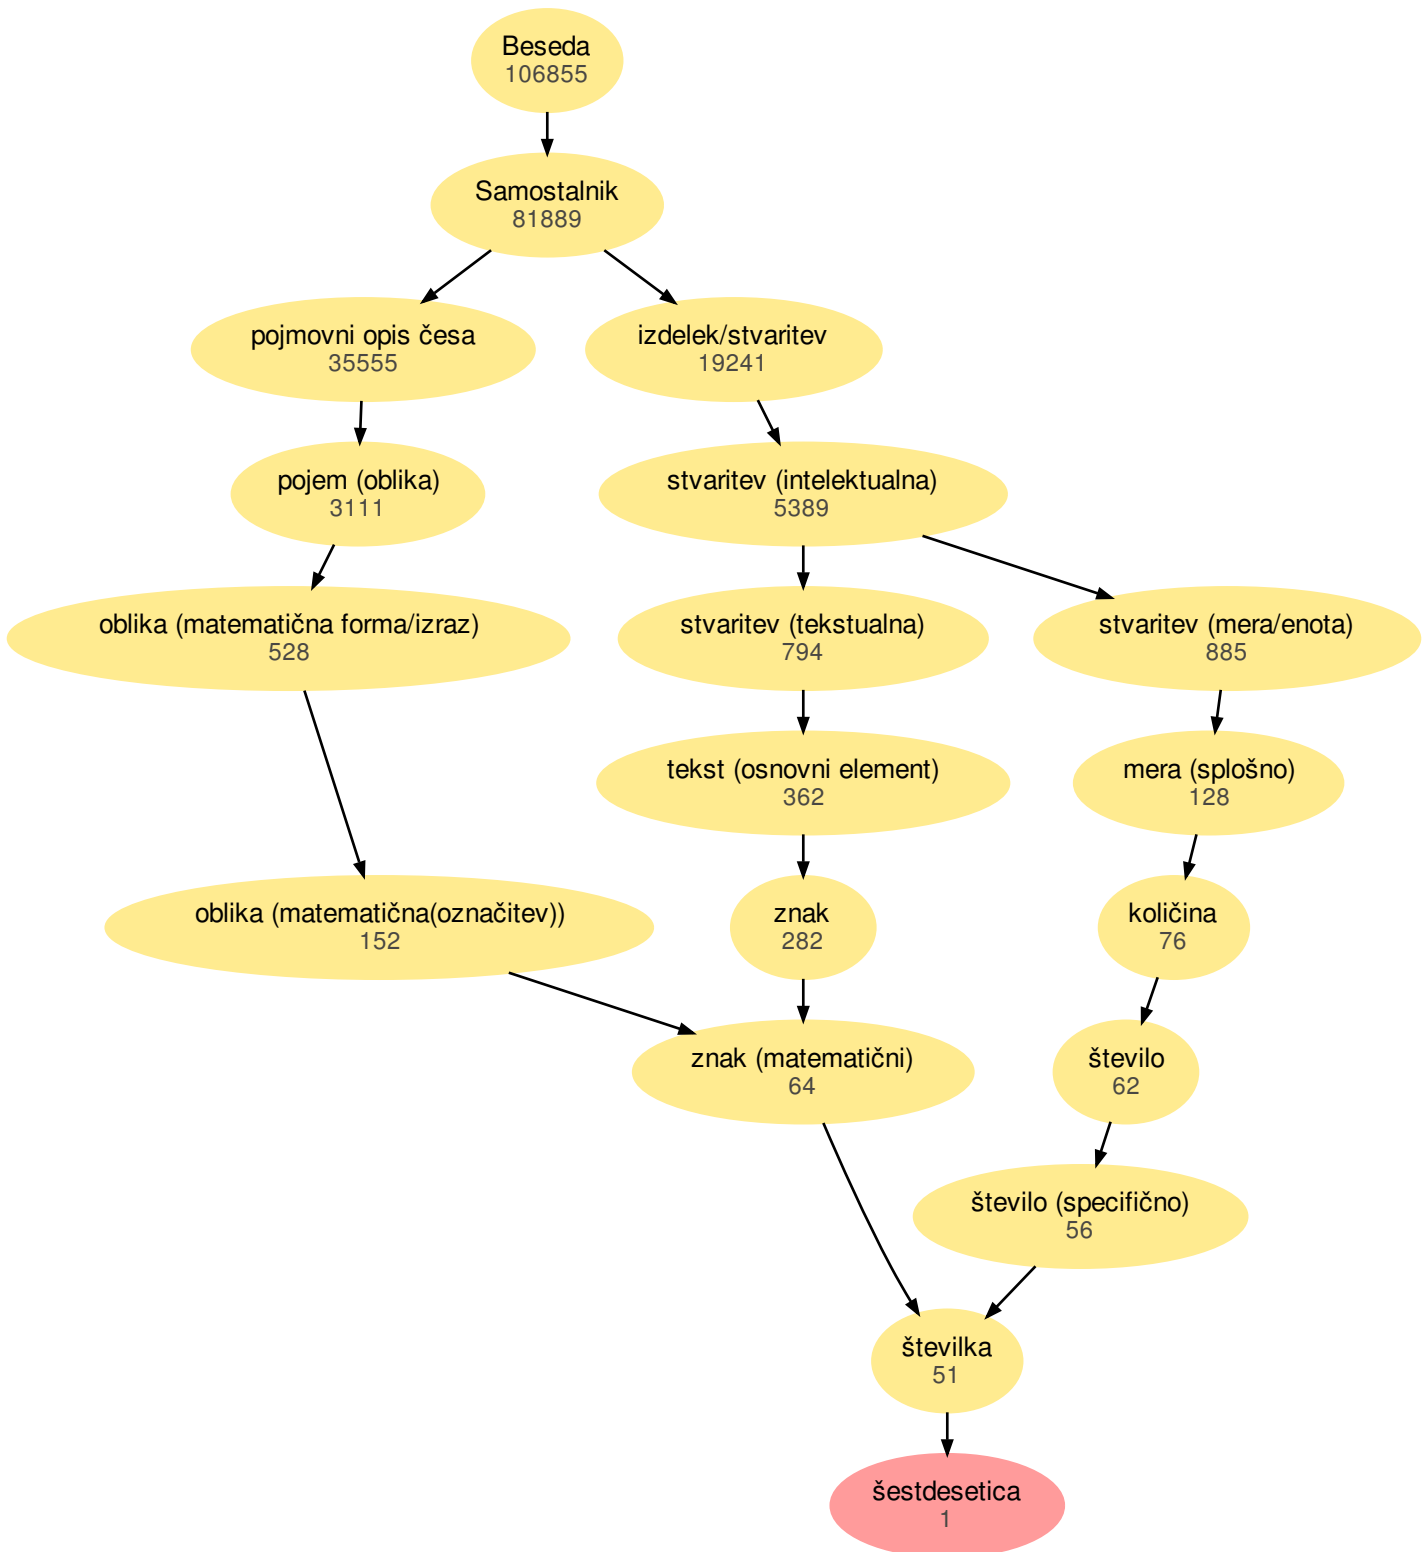 Beseda
106855
Samostalnik
81889
pojmovni opis česa
35555
izdelek/stvaritev
19241
pojem (oblika)
3111
stvaritev (intelektualna)
5389
oblika (matematična forma/izraz)
528
stvaritev (tekstualna)
794
stvaritev (mera/enota)
885
tekst (osnovni element)
362
mera (splošno)
128
oblika (matematična(označitev))
152
znak
282
količina
76
znak (matematični)
64
število
62
število (specifično)
56
številka
51
šestdesetica
1